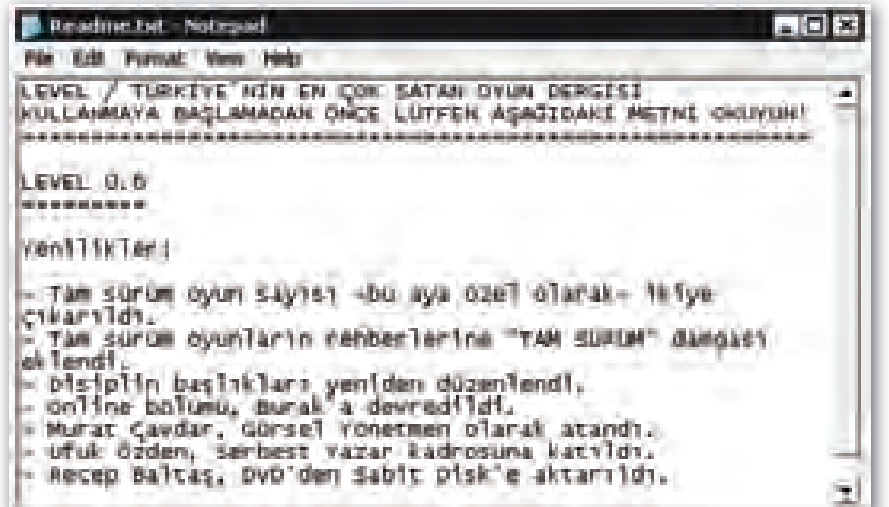 Readme.txt - Notepad
File Edit Format View Help
LEVEL / TÜRKİYE'NİN EN ÇOK SATAN OYUN DERGİSİ
KULLANMAYA BAŞLAMADAN ÖNCE LÜTFEN AŞAĞIDAKİ METNİ OKUYUN!
LEVEL 0.6
Yenilikler:
- Tam sürüm oyun sayısı -bu aya özel olarak- ikiye
çıkarıldı.
- Tam sürüm oyunların rehberlerine "TAM SÜRÜM" damgası
eklendi.
- Disiplin başlıkları yeniden düzenlendi.
- Online bölümü, Burak'a devredildi.
- Murat Çavdar, Görsel Yönetmen olarak atandı.
- Ufuk Özden, Serbest Yazar kadrosuna katıldı.
- Recep Baltaş, DVD'den Sabit Disk'e aktarıldı.